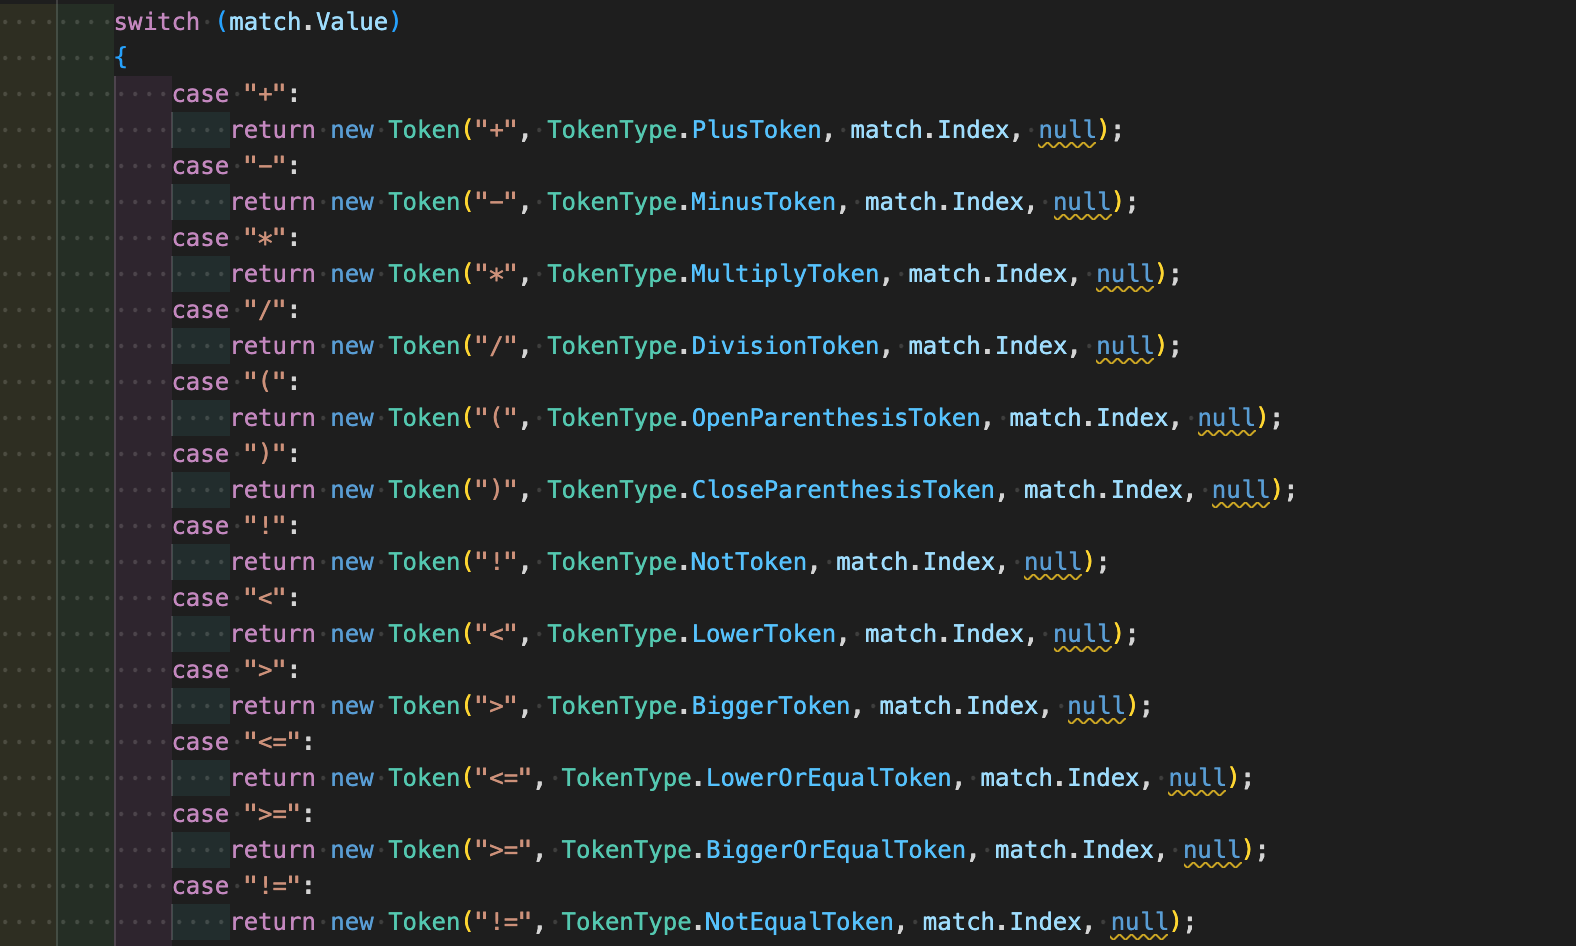 switch (match.Value)
{
case "+":
return new Token("+", TokenType.PlusToken, match.Index, null);
case "-":
return new Token("-", TokenType.MinusToken, match.Index, null);
case "*":
return new Token("*", TokenType.MultiplyToken, match.Index, null);
case "/":
return new Token("/", TokenType.DivisionToken, match.Index, null);
case "(":
return new Token("(", TokenType.OpenParenthesisToken, match.Index, null);
case ")":
return new Token(")", TokenType.CloseParenthesisToken, match.Index, null);
case "!":
return new Token("!", TokenType.NotToken, match.Index, null);
case "<":
return new Token("<", TokenType.LowerToken, match.Index, null);
case ">":
return new Token(">", TokenType.BiggerToken, match.Index, null);
case "<=":
return new Token("<=", TokenType.LowerOrEqualToken, match.Index, null);
case ">=":
return new Token(">=", TokenType.BiggerOrEqualToken, match.Index, null);
case "!=":
return new Token("!=", TokenType.NotEqualToken, match.Index, null);